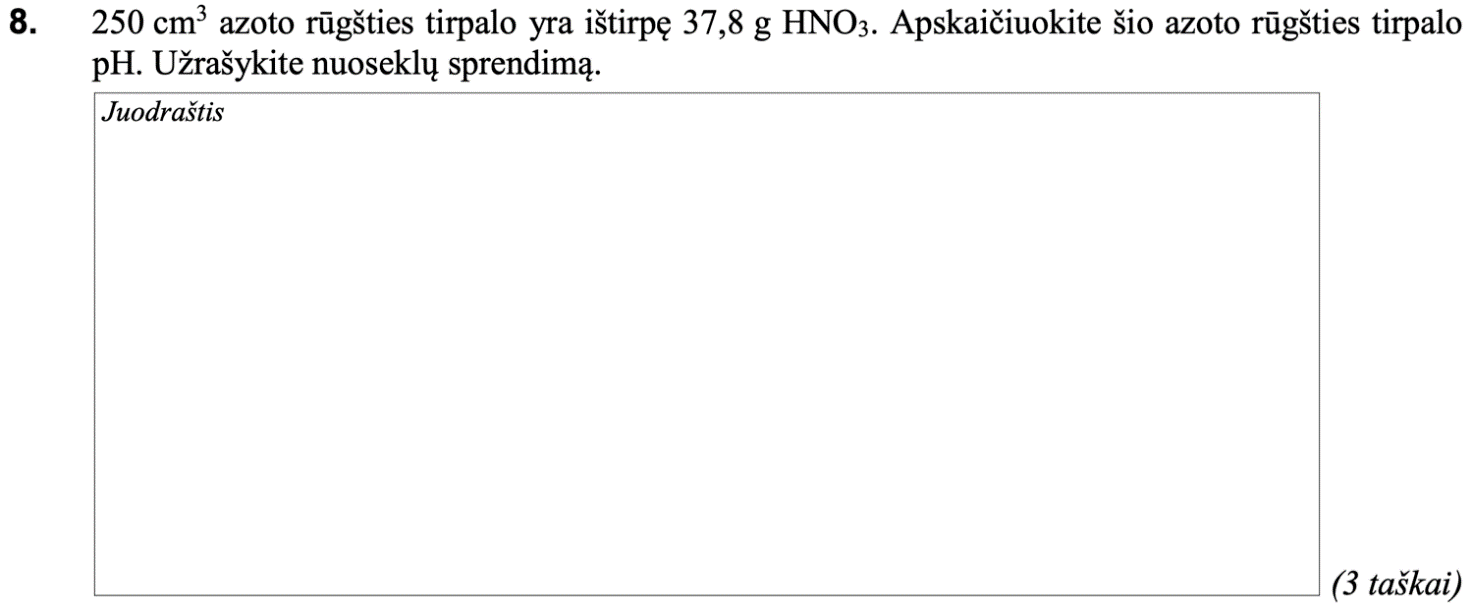 8. 250 cm³ azoto rūgšties tirpalo yra ištirpę 37,8 g HNO₃. Apskaičiuokite šio azoto rūgšties tirpalo
pH. Užrašykite nuoseklų sprendimą.
Juodraštis
(3 taškai)